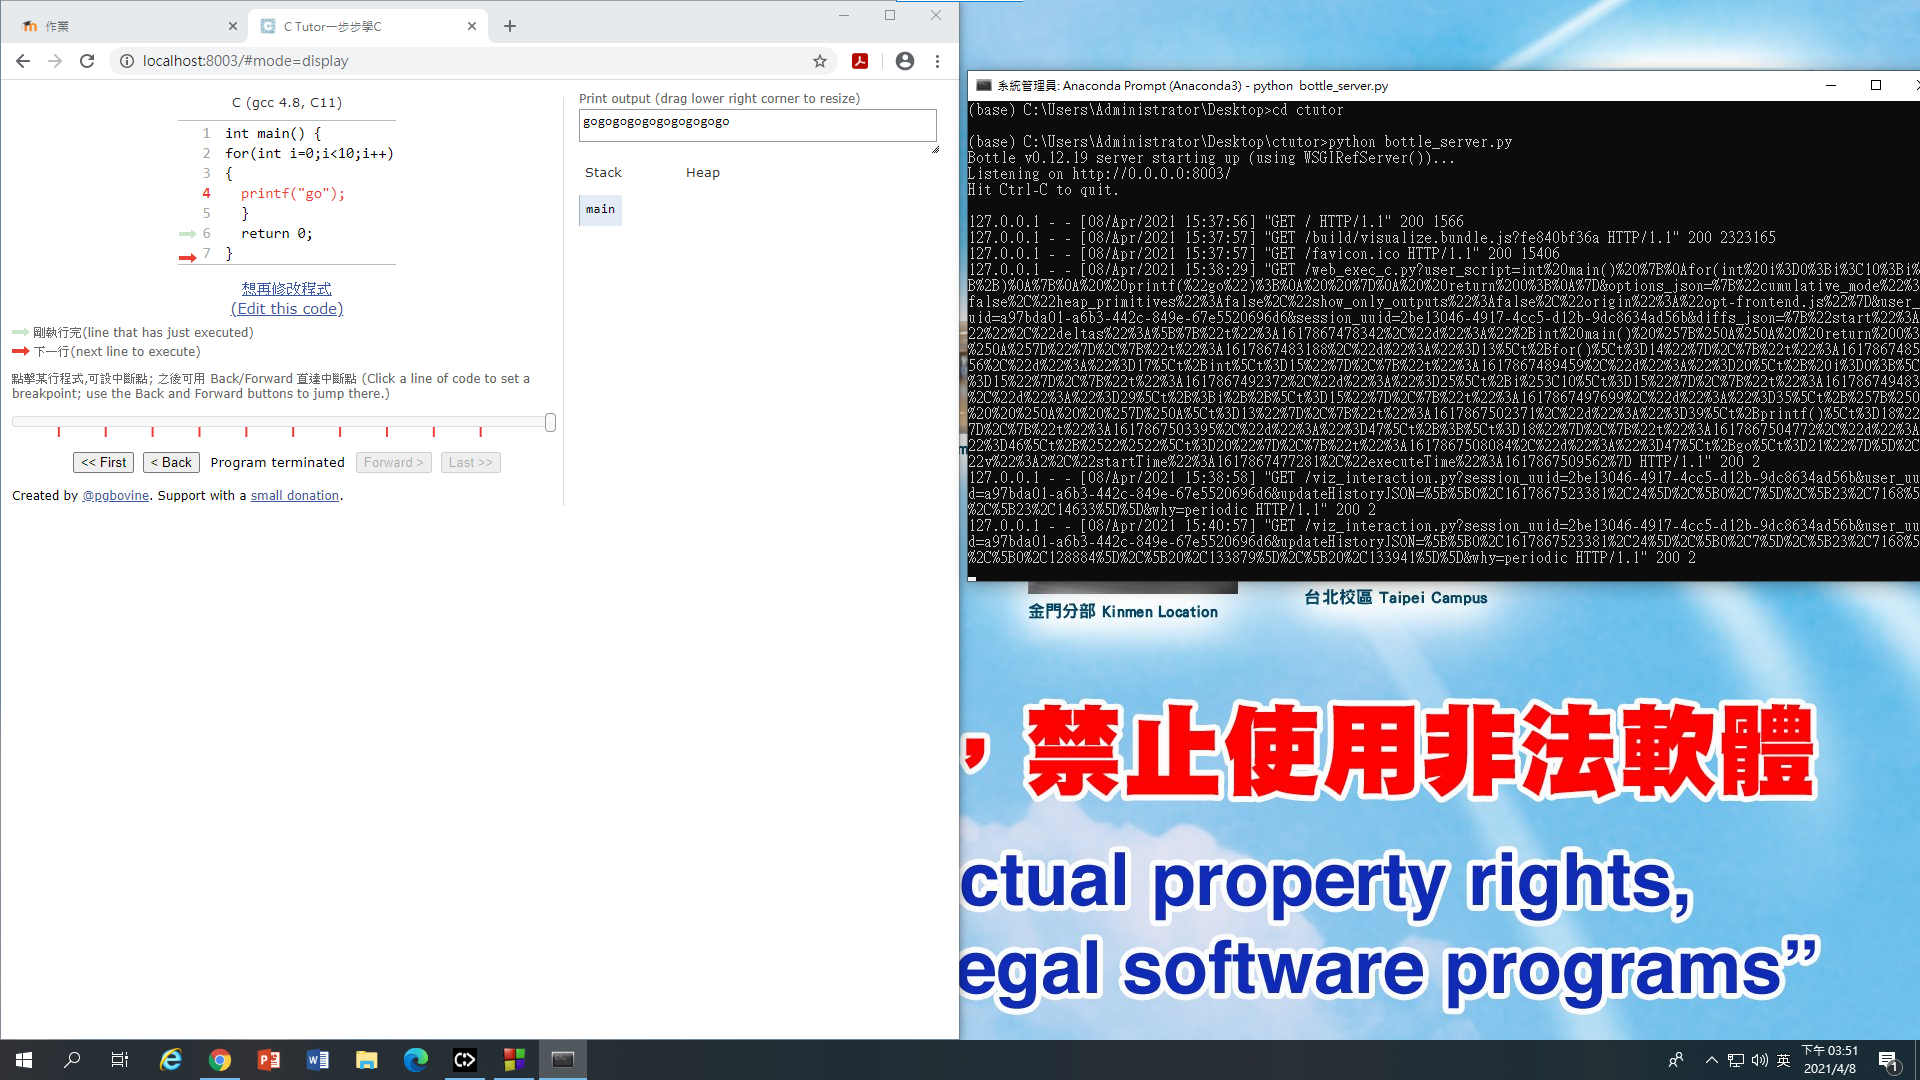 作業
C Tutor一步步學C
localhost:8003/#mode=display
C (gcc 4.8, C11)
1 int main() {
2 for(int i=0;i<10;i++)
3 {
4 printf("go");
5 }
6 return 0;
7 }
想再修改程式
(Edit this code)
剛執行完(line that has just executed)
下一行(next line to execute)
點擊某行程式,可設中斷點; 之後可用 Back/Forward 直達中斷點 (Click a line of code to set a
breakpoint; use the Back and Forward buttons to jump there.)
<< First < Back Program terminated Forward > Last >>
Created by @pgbovine. Support with a small donation.
Print output (drag lower right corner to resize)
gogogogogogogogogogo
Stack Heap
main
系統管理員: Anaconda Prompt (Anaconda3) - python bottle_server.py
(base) C:\Users\Administrator\Desktop>cd ctutor
(base) C:\Users\Administrator\Desktop\ctutor>python bottle_server.py
Bottle v0.12.19 server starting up (using WSGIRefServer())...
Listening on http://0.0.0.0:8003/
Hit Ctrl-C to quit.
127.0.0.1 - - [08/Apr/2021 15:37:56] "GET / HTTP/1.1" 200 1566
127.0.0.1 - - [08/Apr/2021 15:37:57] "GET /build/visualize.bundle.js?fe840bf36a HTTP/1.1" 200 2323165
127.0.0.1 - - [08/Apr/2021 15:37:57] "GET /favicon.ico HTTP/1.1" 200 15406
127.0.0.1 - - [08/Apr/2021 15:38:29] "GET /web_exec_c.py?user_script=int%20main()%20%7B%0Afor(int%20i%3D0%3Bi%3C10%3Bi%
B%2B)%0A%7B%0A%20%20printf(%22go%22)%3B%0A%20%20%7D%0A%20%20return%200%3B%0A%7D&options_json=%7B%22cumulative_mode%22%3
false%2C%22heap_primitives%22%3Afalse%2C%22show_only_outputs%22%3Afalse%2C%22origin%22%3A%22opt-frontend.js%22%7D&user_
uuid=a97bda01-a6b3-442c-849e-67e5520696d6&session_uuid=2be13046-4917-4cc5-d12b-9dc8634ad56b&diffs_json=%7B%22start%22%3
%22%22%2C%22deltas%22%3A%5B%7B%22t%22%3A1617867478342%2C%22d%22%3A%22%2Bint%20main()%20%257B%250A%250A%20%20return%200%3
%250A%257D%22%7D%2C%7B%22t%22%3A1617867483188%2C%22d%22%3A%22%3D13%5Ct%2Bfor()%5Ct%3D14%22%7D%2C%7B%22t%22%3A1617867485
56%2C%22d%22%3A%22%3D17%5Ct%2Bint%5Ct%3D15%22%7D%2C%7B%22t%22%3A1617867489459%2C%22d%22%3A%22%3D20%5Ct%2B%20i%3D0%3B%5C
%3D15%22%7D%2C%7B%22t%22%3A1617867492372%2C%22d%22%3A%22%3D25%5Ct%2Bi%253C10%5Ct%3D15%22%7D%2C%7B%22t%22%3A161786749483
%2C%22d%22%3A%22%3D29%5Ct%2B%3Bi%2B%2B%5Ct%3D15%22%7D%2C%7B%22t%22%3A1617867497699%2C%22d%22%3A%22%3D35%5Ct%2B%257B%250
%20%20%250A%20%20%257D%250A%5Ct%3D13%22%7D%2C%7B%22t%22%3A1617867502371%2C%22d%22%3A%22%3D39%5Ct%2Bprintf()%5Ct%3D18%22
7D%2C%7B%22t%22%3A1617867503395%2C%22d%22%3A%22%3D47%5Ct%2B%3B%5Ct%3D18%22%7D%2C%7B%22t%22%3A1617867504772%2C%22d%22%3A
%22%3D46%5Ct%2B%2522%2522%5Ct%3D20%22%7D%2C%7B%22t%22%3A1617867508084%2C%22d%22%3A%22%3D47%5Ct%2Bgo%5Ct%3D21%22%7D%5D%2C
22v%22%3A2%2C%22startTime%22%3A1617867477281%2C%22executeTime%22%3A1617867509562%7D HTTP/1.1" 200 2
127.0.0.1 - - [08/Apr/2021 15:38:58] "GET /viz_interaction.py?session_uuid=2be13046-4917-4cc5-d12b-9dc8634ad56b&user_uu
d=a97bda01-a6b3-442c-849e-67e5520696d6&updateHistoryJSON=%5B%5B0%2C1617867523381%2C24%5D%2C%5B0%2C7%5D%2C%5B23%2C7168%5
%2C%5B23%2C14633%5D%5D&why=periodic HTTP/1.1" 200 2
127.0.0.1 - - [08/Apr/2021 15:40:57] "GET /viz_interaction.py?session_uuid=2be13046-4917-4cc5-d12b-9dc8634ad56b&user_uu
d=a97bda01-a6b3-442c-849e-67e5520696d6&updateHistoryJSON=%5B%5B0%2C1617867523381%2C24%5D%2C%5B0%2C7%5D%2C%5B23%2C7168%5
%2C%5B0%2C128884%5D%2C%5B20%2C133879%5D%2C%5B20%2C133941%5D%5D&why=periodic HTTP/1.1" 200 2
金門分部 Kinmen Location
台北校區 Taipei Campus
，禁止使用非法軟體
ctual property rights,
egal software programs”
英
下午 03:51
2021/4/8
1